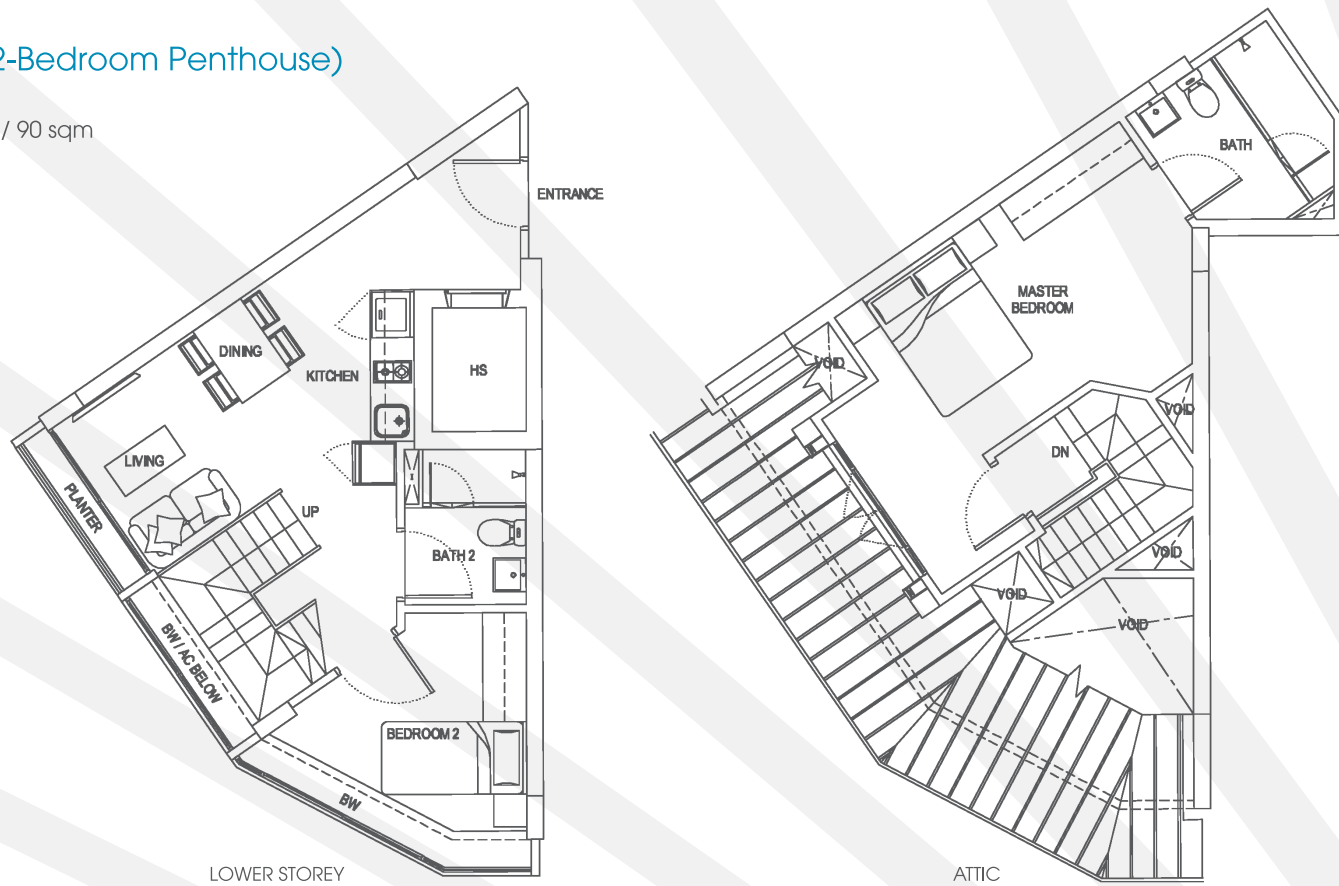 2-Bedroom Penthouse)
/ 90 sqm
ENTRANCE
DINING
KITCHEN
HS
LIVING
PLANTER
UP
BATH 2
BW / AC BELOW
BEDROOM 2
BW
LOWER STOREY
BATH
MASTER
BEDROOM
VOID
VOID
DN
VOID
VOID
VOID
ATTIC